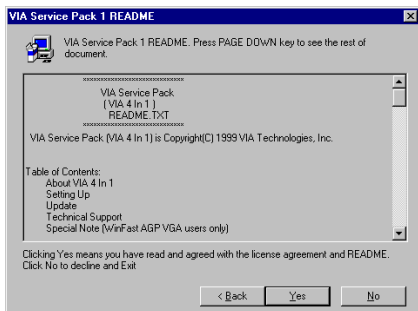 VIA Service Pack 1 README
VIA Service Pack 1 README. Press PAGE DOWN key to see the rest of
document.
××××××××××××××××××××××××××××
VIA Service Pack
( VIA 4 In 1 )
README.TXT
××××××××××××××××××××××××××××
VIA Service Pack (VIA 4 In 1) is Copyright(C) 1999 VIA Technologies, Inc.
Table of Contents:
About VIA 4 In 1
Setting Up
Update
Technical Support
Special Note (WinFast AGP VGA users only)
Clicking Yes means you have read and agreed with the license agreement and README.
Click No to decline and Exit
< Back
Yes
No